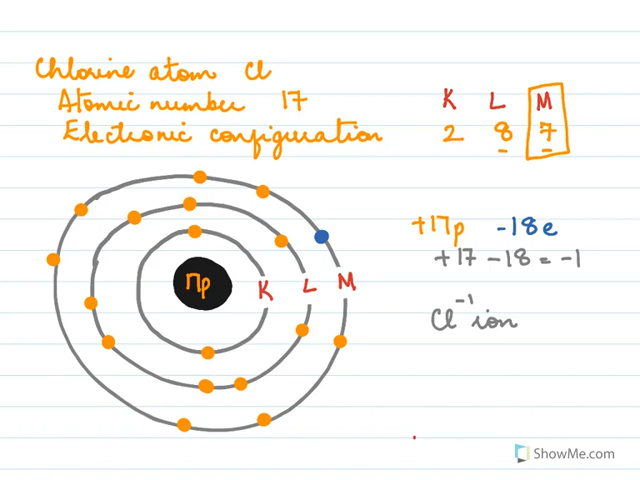 Chlorine atom Cl
Atomic number 17
Electronic configuration
K L M
2 8 7
+17p -18e
+17 -18 = -1
Cl⁻¹ ion
17p
K L M
ShowMe.com